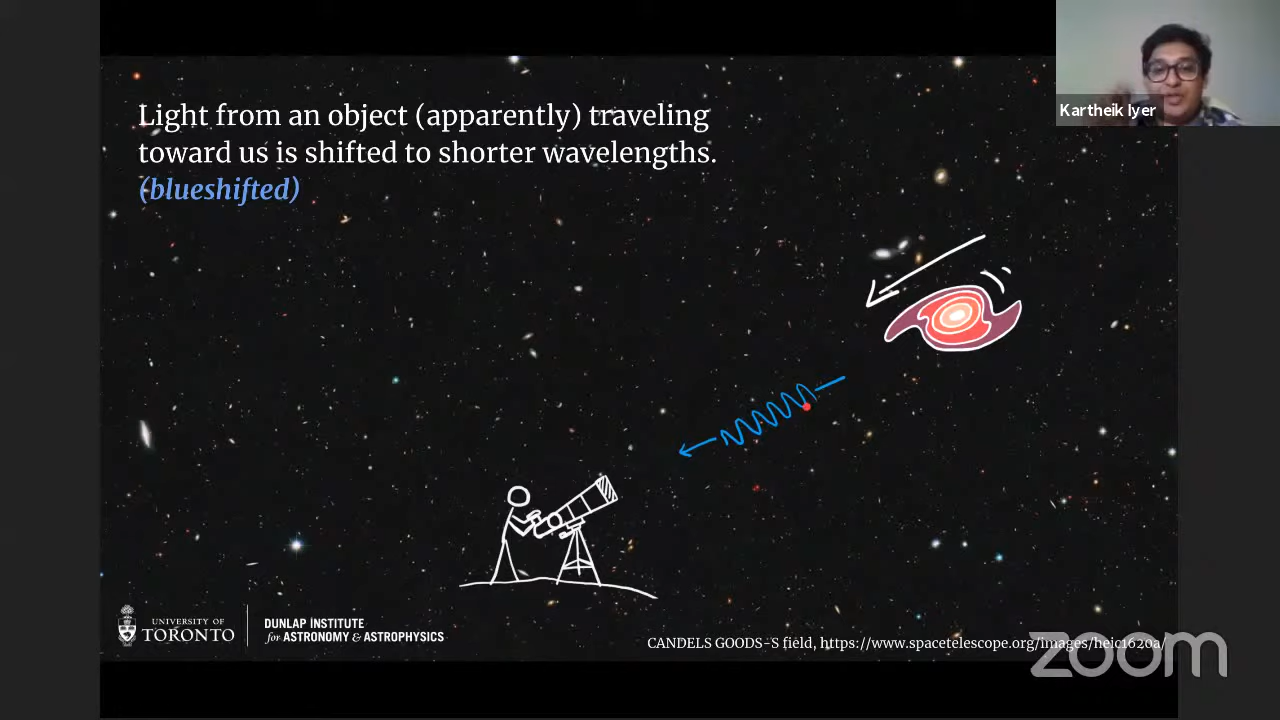 Kartheik Iyer
Light from an object (apparently) traveling
toward us is shifted to shorter wavelengths.
(blueshifted)
UNIVERSITY OF
TORONTO
DUNLAP INSTITUTE
for ASTRONOMY & ASTROPHYSICS
CANDELS GOODS-S field, https://www.spacetelescope.org/images/heic1620a/
zoom